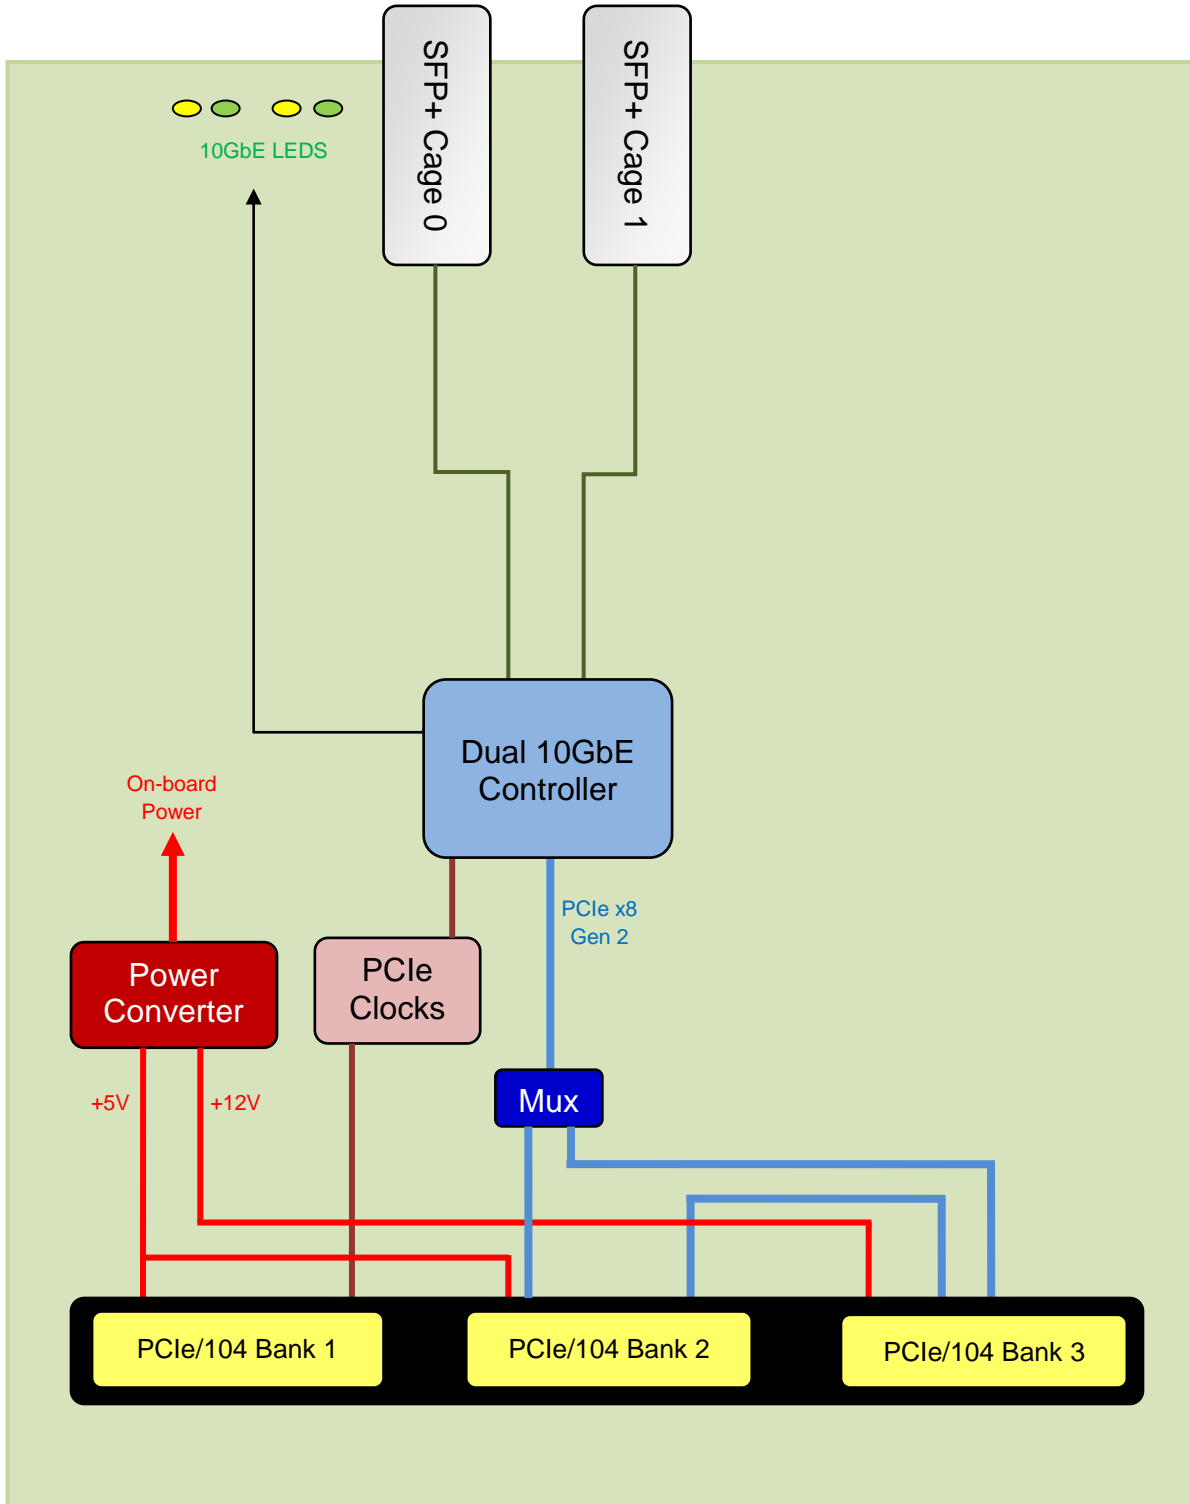 SFP+ Cage 0
SFP+ Cage 1
10GbE LEDS
Dual 10GbE
Controller
On-board
Power
PCIe x8
Gen 2
Power
Converter
PCIe
Clocks
+5V
+12V
Mux
PCIe/104 Bank 1
PCIe/104 Bank 2
PCIe/104 Bank 3